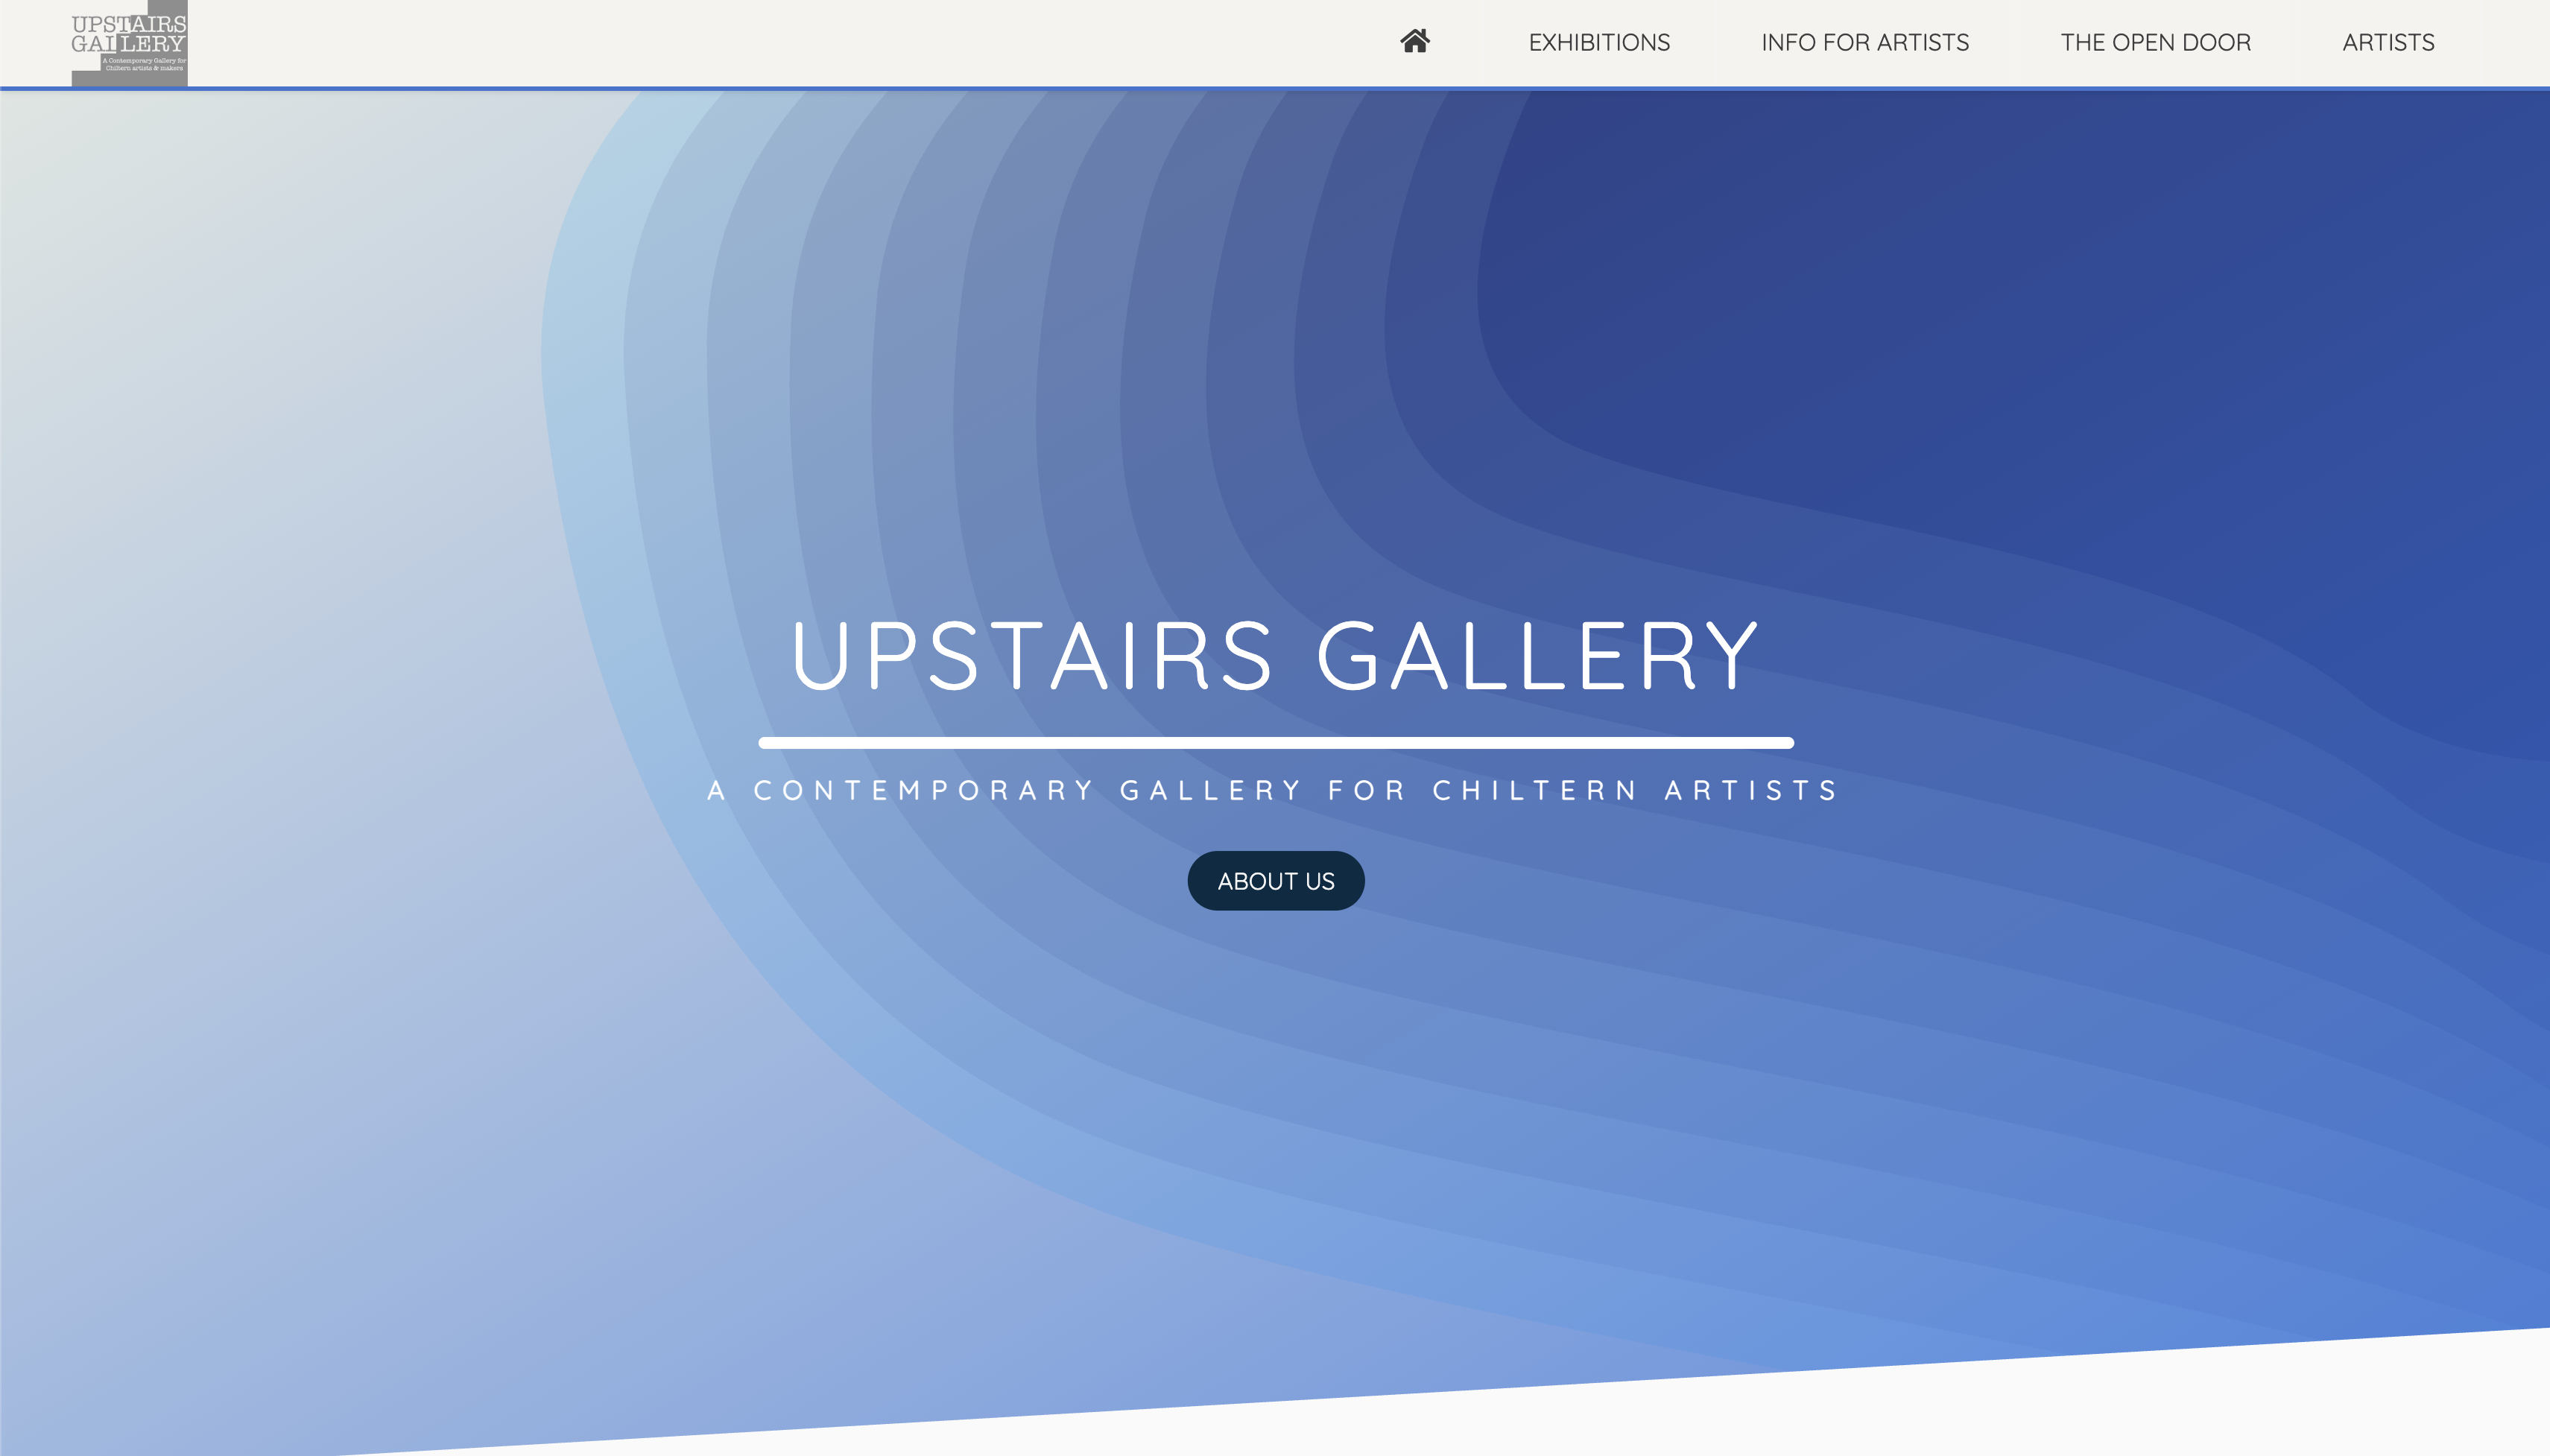 UPSTAIRS
GALLERY
A Contemporary Gallery for
Chiltern artists & makers
EXHIBITIONS
INFO FOR ARTISTS
THE OPEN DOOR
ARTISTS
UPSTAIRS GALLERY
A CONTEMPORARY GALLERY FOR CHILTERN ARTISTS
ABOUT US